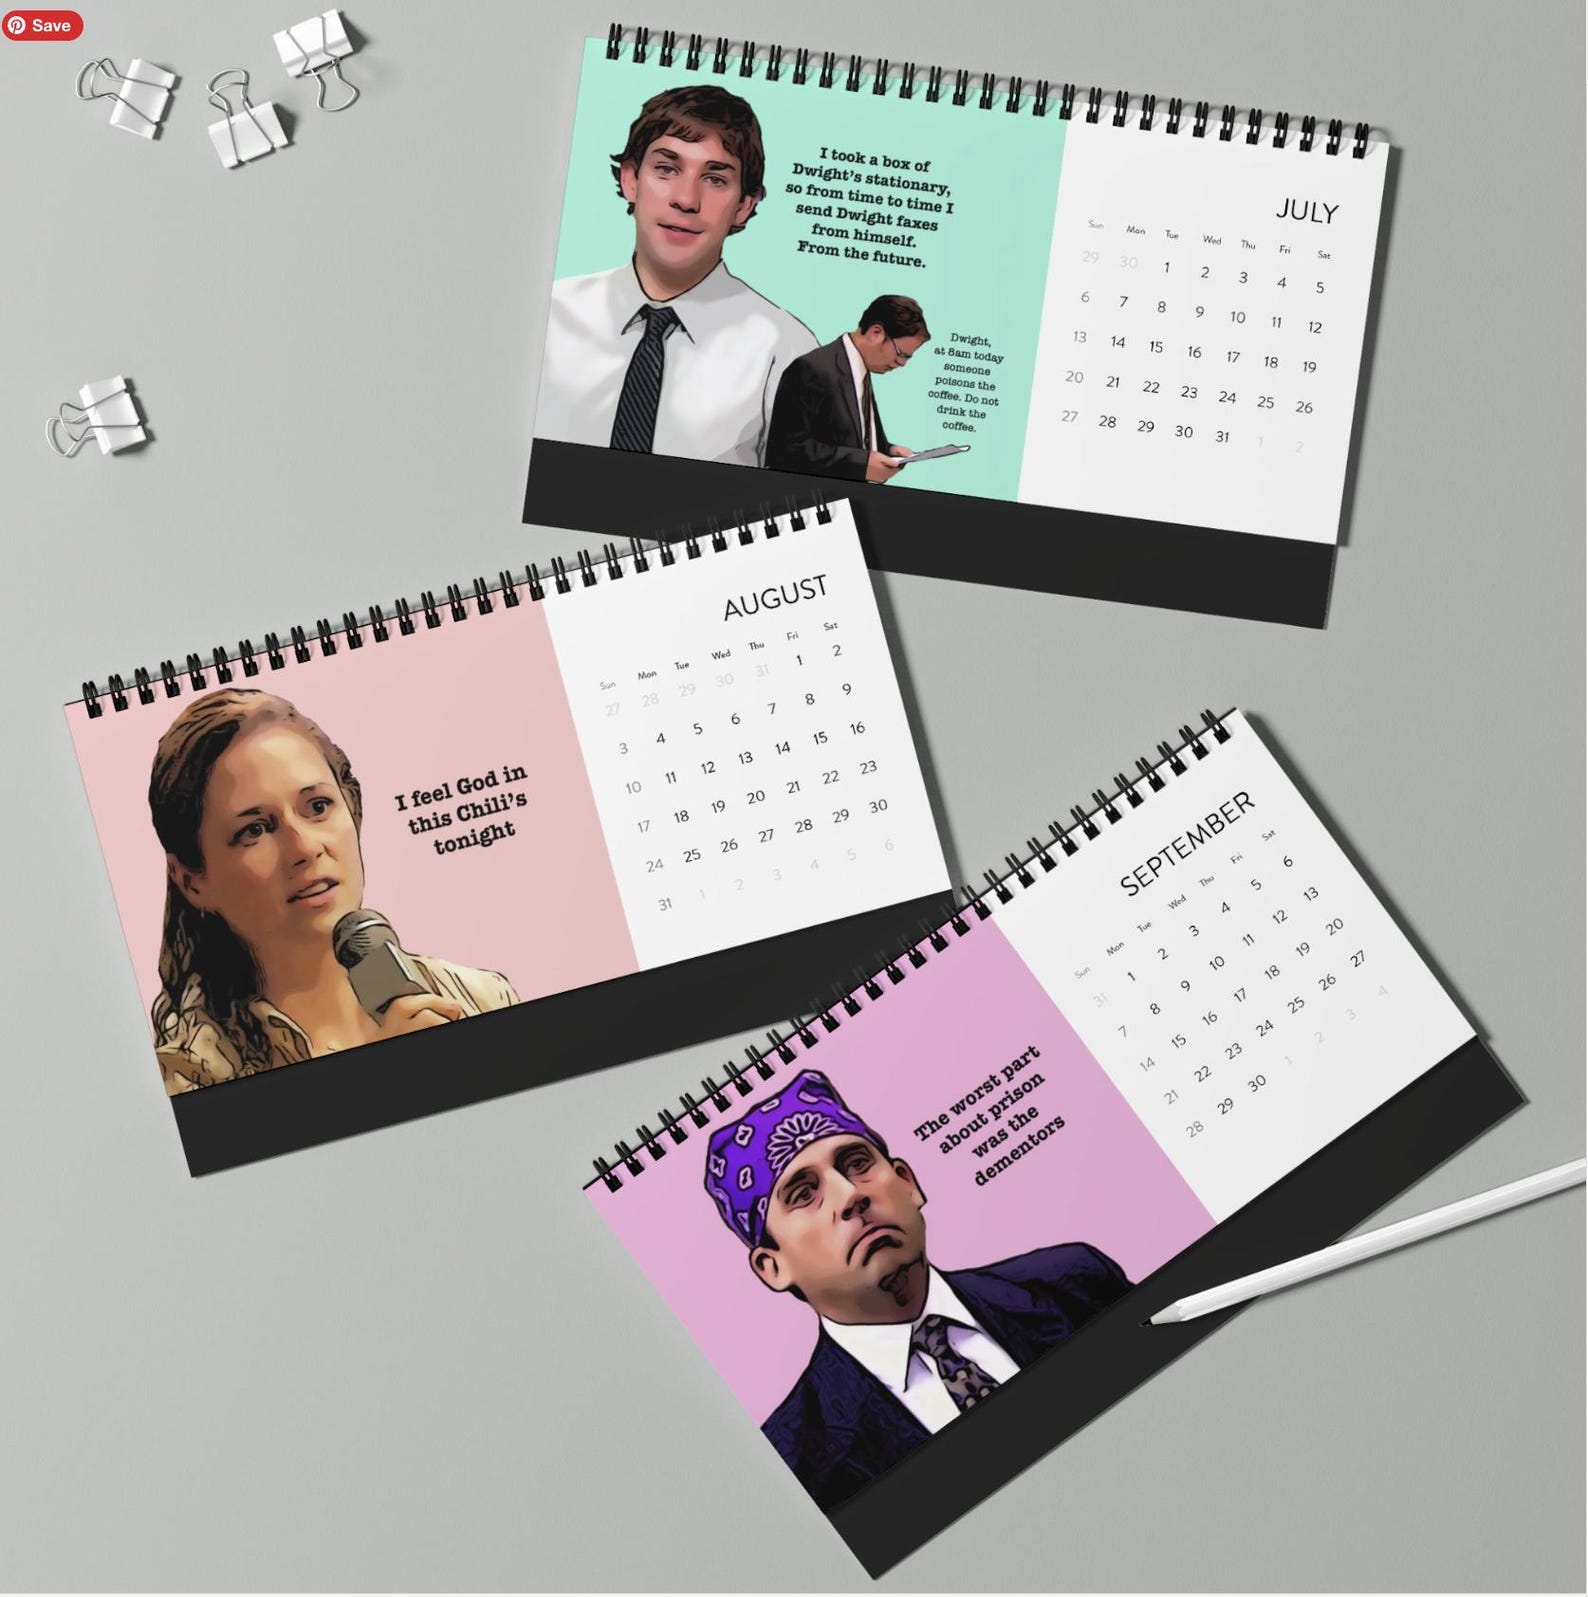 Save
I took a box of
Dwight's stationary,
so from time to time I
send Dwight faxes
from himself.
From the future.
Dwight,
at 8am today
someone
poisons the
coffee. Do not
drink the
coffee.
JULY
Sun Mon Tue Wed Thu Fri Sat
29 30 1 2 3 4 5
6 7 8 9 10 11 12
13 14 15 16 17 18 19
20 21 22 23 24 25 26
27 28 29 30 31 1 2
I feel God in
this Chili's
tonight
AUGUST
Sun Mon Tue Wed Thu Fri Sat
27 28 29 30 31 1 2
3 4 5 6 7 8 9
10 11 12 13 14 15 16
17 18 19 20 21 22 23
24 25 26 27 28 29 30
31 1 2 3 4 5 6
The worst part
about prison
was the
dementors
SEPTEMBER
Sun Mon Tue Wed Thu Fri Sat
31 1 2 3 4 5 6
7 8 9 10 11 12 13
14 15 16 17 18 19 20
21 22 23 24 25 26 27
28 29 30 1 2 3 4